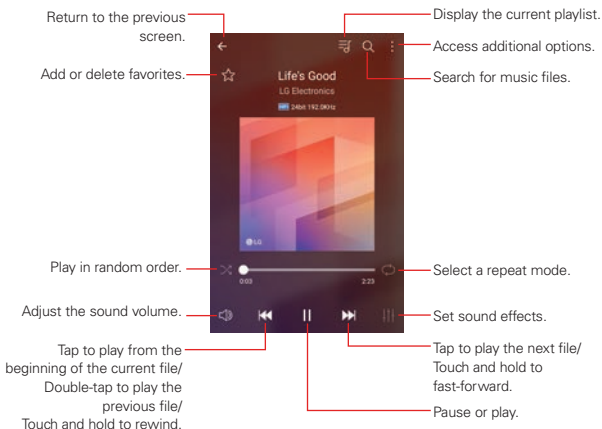 Return to the previous
screen.
Display the current playlist.
Access additional options.
Add or delete favorites.
Search for music files.
Life's Good
LG Electronics
HiFi 24bit 192.0KHz
LG
Play in random order.
Select a repeat mode.
0:03
2:23
Adjust the sound volume.
Set sound effects.
Tap to play from the
beginning of the current file/
Double-tap to play the
previous file/
Touch and hold to rewind.
Tap to play the next file/
Touch and hold to
fast-forward.
Pause or play.